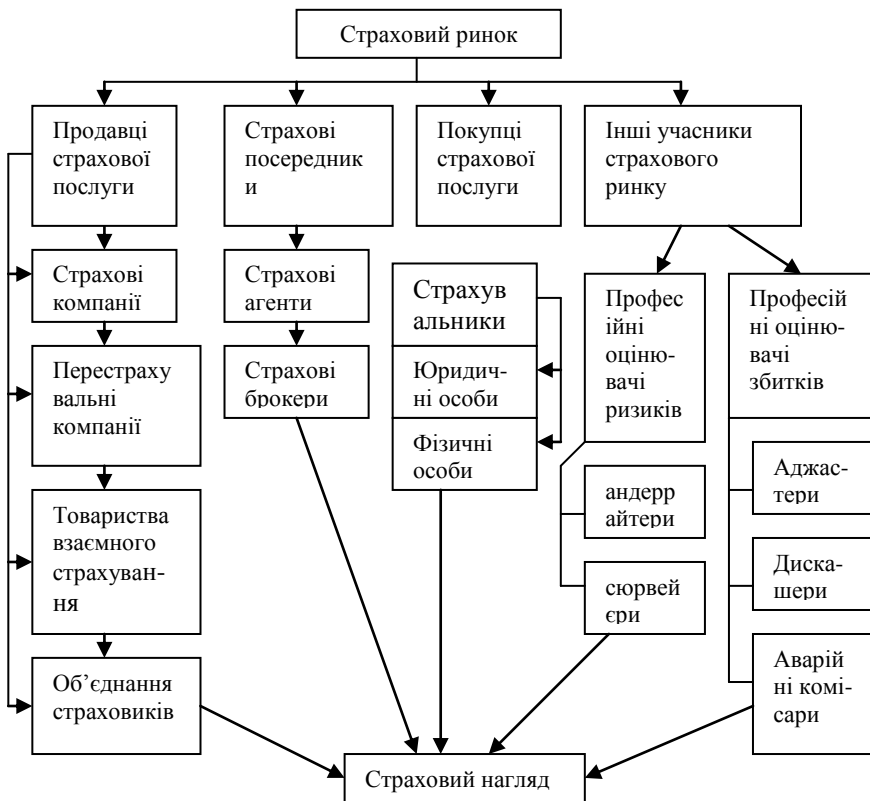 Страховий ринок
Продавці
страхової
послуги
Страхові
посередник
и
Покупці
страхової
послуги
Інші учасники
страхового
ринку
Страхові
компанії
Перестраху
вальні
компанії
Товариства
взаємного
страхуван-
ня
Об’єднання
страховиків
Страхові
агенти
Страхові
брокери
Страхув
альники
Юридич-
ні особи
Фізичні
особи
Профес
ійні
оціню-
вачі
ризиків
андерр
айтери
сюрвей
єри
Професій
ні оціню-
вачі
збитків
Аджас-
тери
Диска-
шери
Аварій
ні комі-
сари
Страховий нагляд